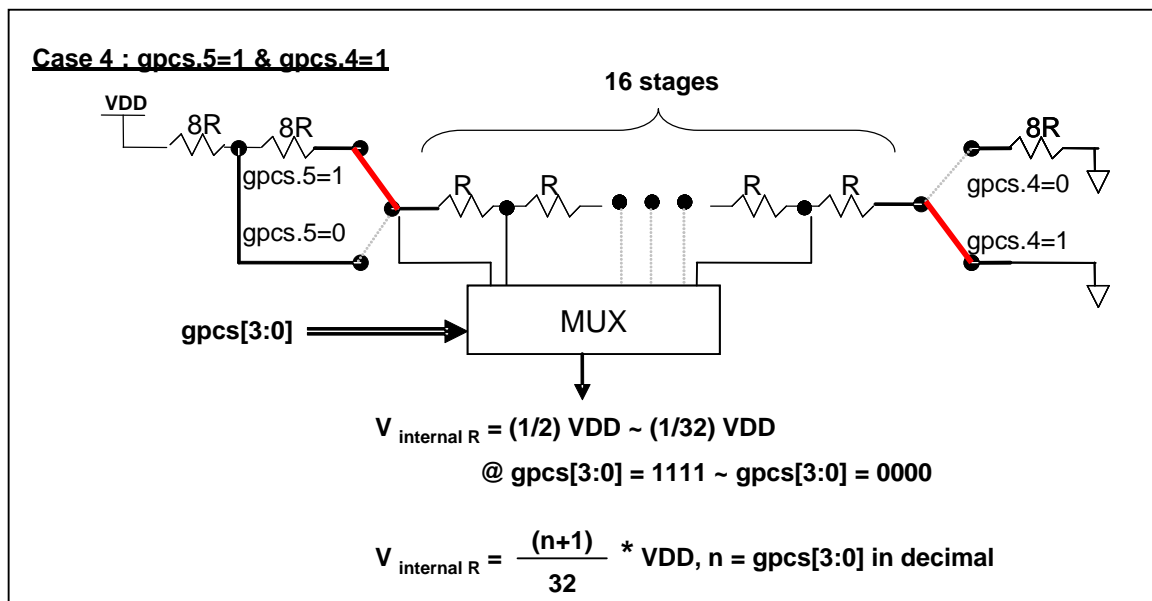 Case 4 : gpcs.5=1 & gpcs.4=1
16 stages
VDD
8R
8R
8R
gpcs.5=1
gpcs.4=0
R
R
R
R
gpcs.5=0
gpcs.4=1
MUX
gpcs[3:0]
V internal R = (1/2) VDD ~ (1/32) VDD
@ gpcs[3:0] = 1111 ~ gpcs[3:0] = 0000
V internal R = (n+1) / 32 * VDD, n = gpcs[3:0] in decimal